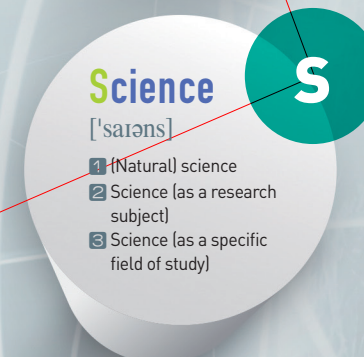 Science
S
['saɪəns]
1 (Natural) science
2 Science (as a research
subject)
3 Science (as a specific
field of study)